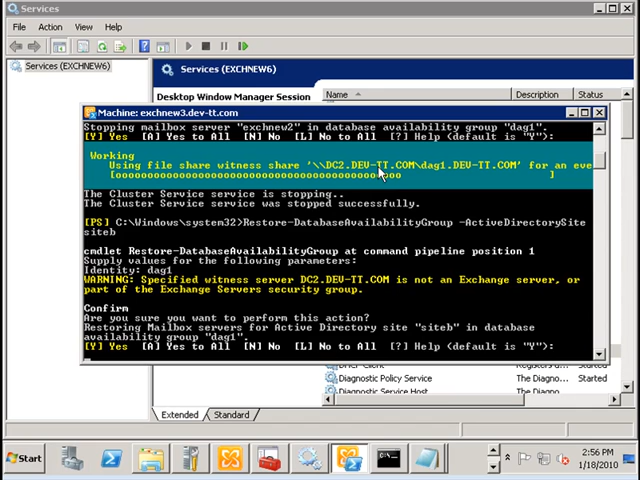 Services
File Action View Help
Services (EXCHNEW6)
Services (EXCHNEW6)
Desktop Window Manager Session
Name Description Status
Machine: exchnew3.dev-tt.com
Stopping mailbox server "exchnew2" in database availability group "dag1".
[Y] Yes [A] Yes to All [N] No [L] No to All [?] Help (default is "Y"):
Working
Using file share witness share '\\DC2.DEV-TT.COM\dag1.DEV-TT.COM' for an eve
[oooooooooooooooooooooooooooooooooooooooooooooooooooo ]
The Cluster Service service is stopping..
The Cluster Service service was stopped successfully.
[PS] C:\Windows\system32>Restore-DatabaseAvailabilityGroup -ActiveDirectorySite
siteb
cmdlet Restore-DatabaseAvailabilityGroup at command pipeline position 1
Supply values for the following parameters:
Identity: dag1
WARNING: Specified witness server DC2.DEV-TT.COM is not an Exchange server, or
part of the Exchange Servers security group.
Confirm
Are you sure you want to perform this action?
Restoring Mailbox servers for Active Directory site "siteb" in database
availability group "dag1".
[Y] Yes [A] Yes to All [N] No [L] No to All [?] Help (default is "Y"):
Diagnostic Policy Service The Diagno... Started
Diagnostic Service Host The Diagno...
Extended Standard
Start
2:56 PM
1/18/2010